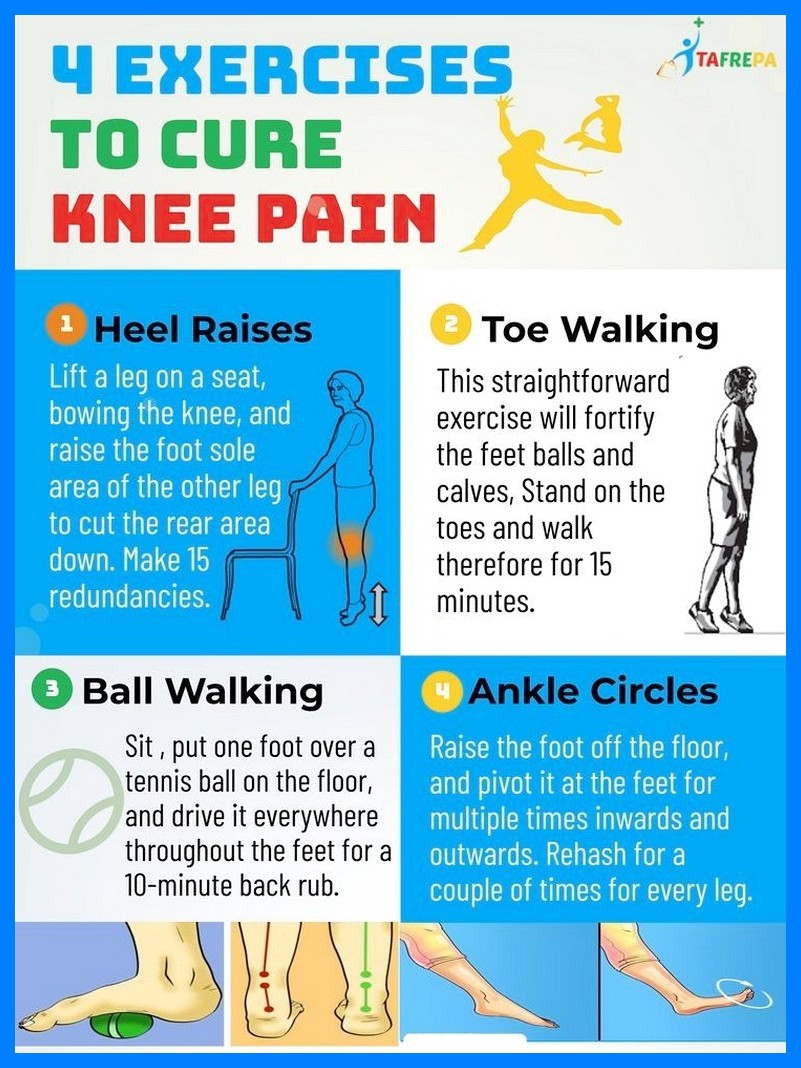 4 EXERCISES
TO CURE
KNEE PAIN
TAFREPA
1 Heel Raises
Lift a leg on a seat,
bowing the knee, and
raise the foot sole
area of the other leg
to cut the rear area
down. Make 15
redundancies.
2 Toe Walking
This straightforward
exercise will fortify
the feet balls and
calves, Stand on the
toes and walk
therefore for 15
minutes.
3 Ball Walking
Sit , put one foot over a
tennis ball on the floor,
and drive it everywhere
throughout the feet for a
10-minute back rub.
4 Ankle Circles
Raise the foot off the floor,
and pivot it at the feet for
multiple times inwards and
outwards. Rehash for a
couple of times for every leg.